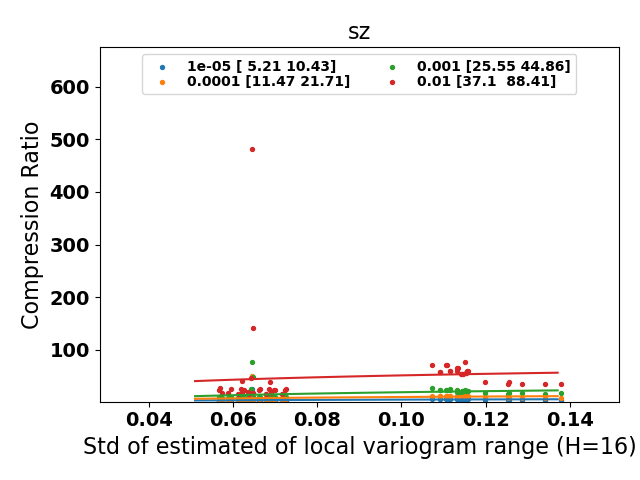 sz
1e-05 [ 5.21 10.43]
0.0001 [11.47 21.71]
0.001 [25.55 44.86]
0.01 [37.1  88.41]
Compression Ratio
600
500
400
300
200
100
0.04 0.06 0.08 0.10 0.12 0.14
Std of estimated of local variogram range (H=16)